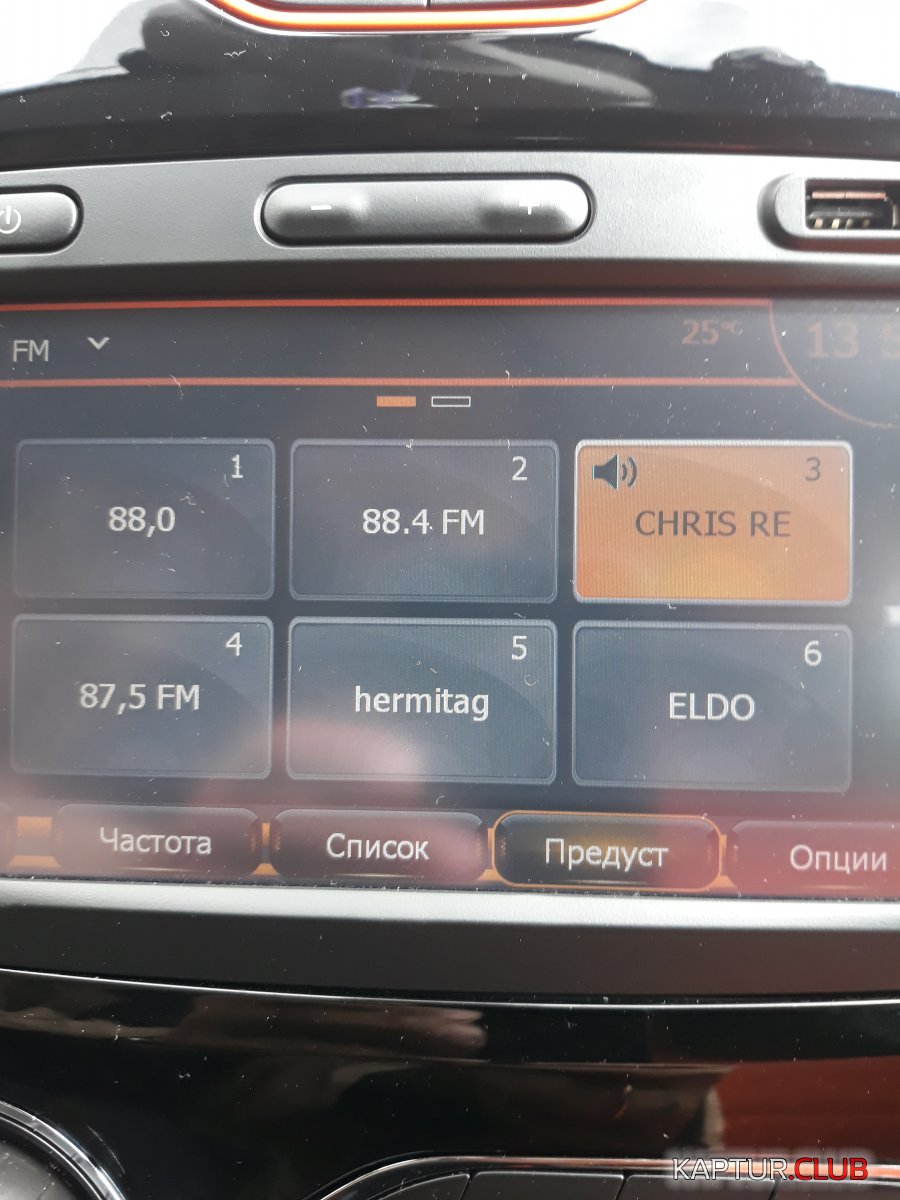 FM
25°C
13
1
88,0
2
88.4 FM
3
CHRIS RE
4
87,5 FM
5
hermitag
6
ELDO
Частота
Список
Предуст
Опции
KAPTUR.CLUB